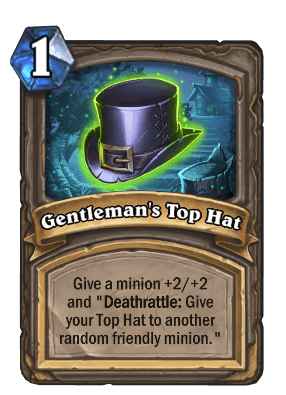 1
Gentleman's Top Hat
Give a minion +2/+2
and "Deathrattle: Give
your Top Hat to another
random friendly minion."